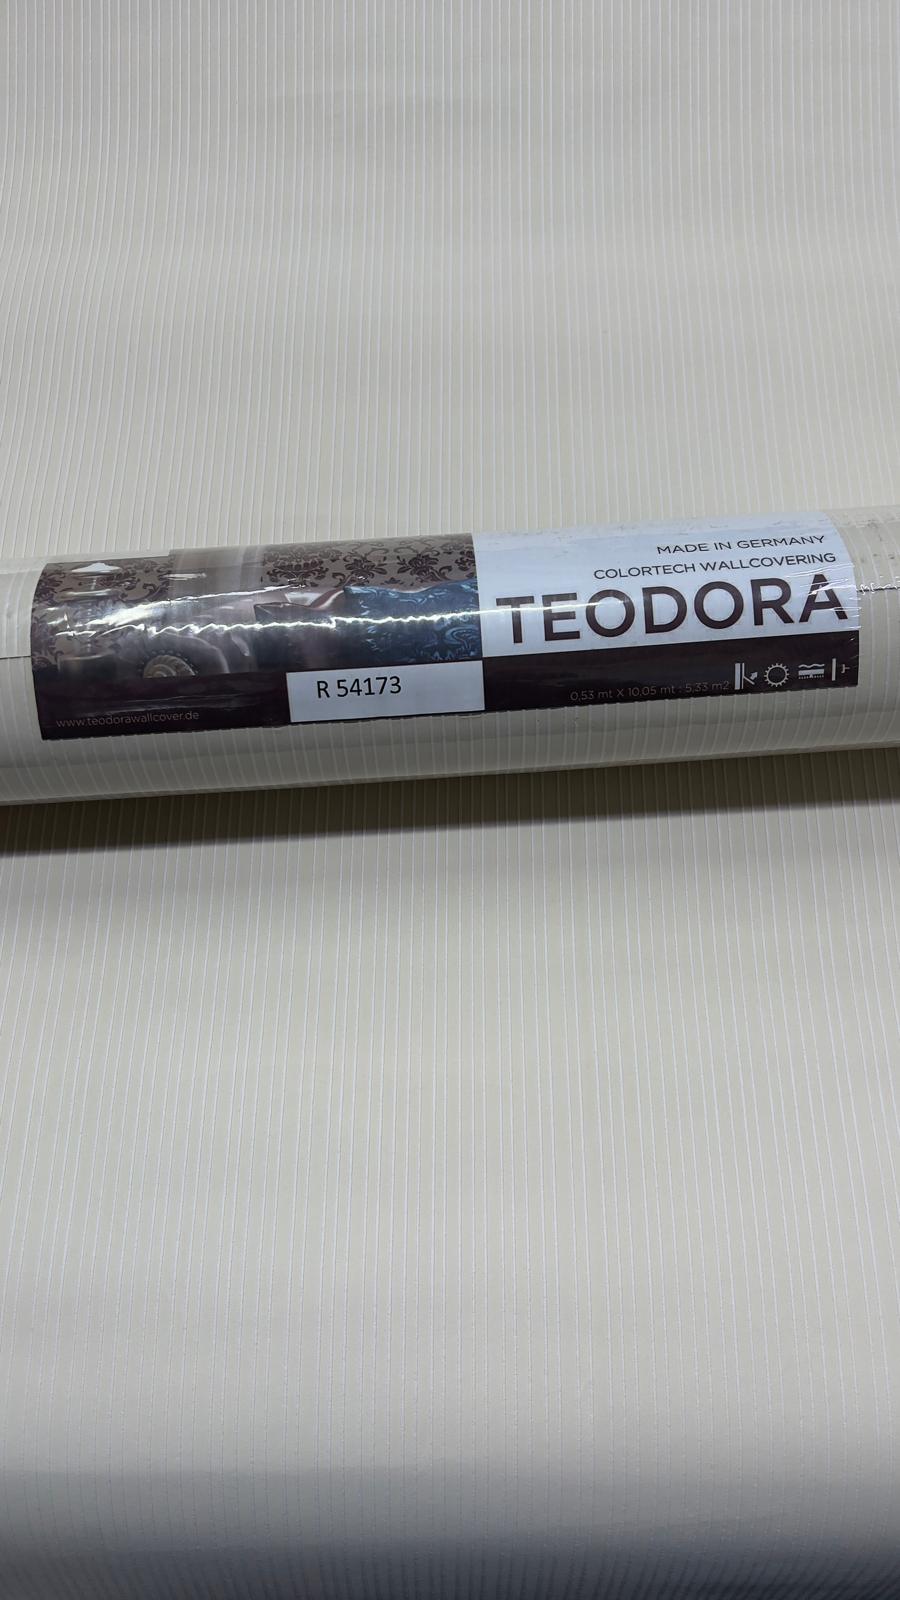 MADE IN GERMANY
COLORTECH WALLCOVERING
TEODORA
R 54173
0,53 mt X 10,05 mt : 5,33 m2
www.teodorawallcover.de